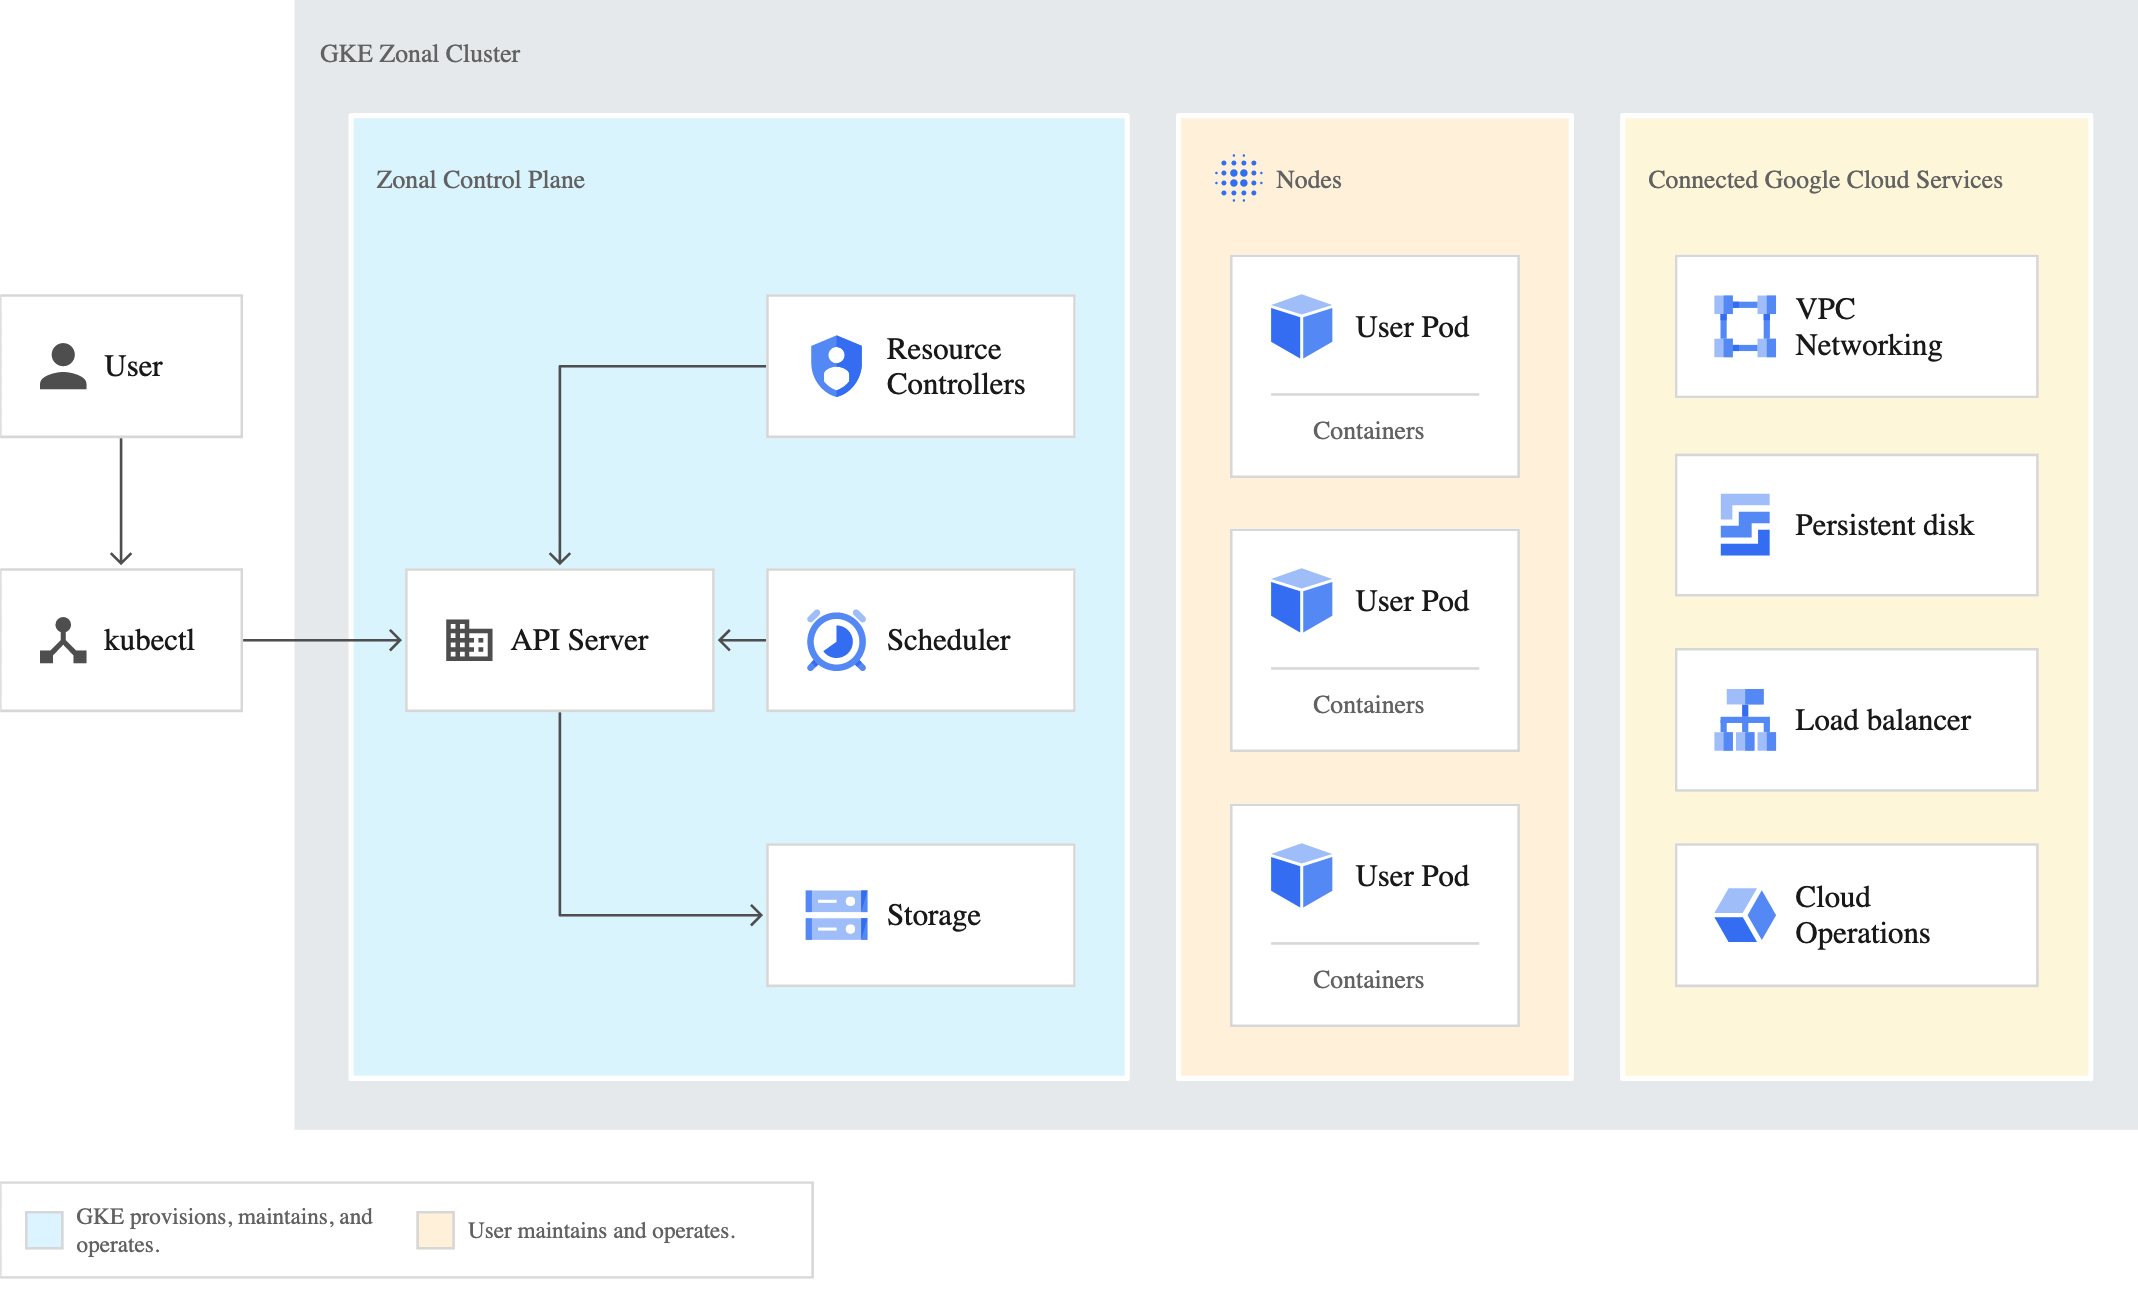 GKE Zonal Cluster
Zonal Control Plane
Nodes
Connected Google Cloud Services
User
kubectl
Resource
Controllers
API Server
Scheduler
Storage
User Pod
Containers
User Pod
Containers
User Pod
Containers
VPC
Networking
Persistent disk
Load balancer
Cloud
Operations
GKE provisions, maintains, and
operates.
User maintains and operates.